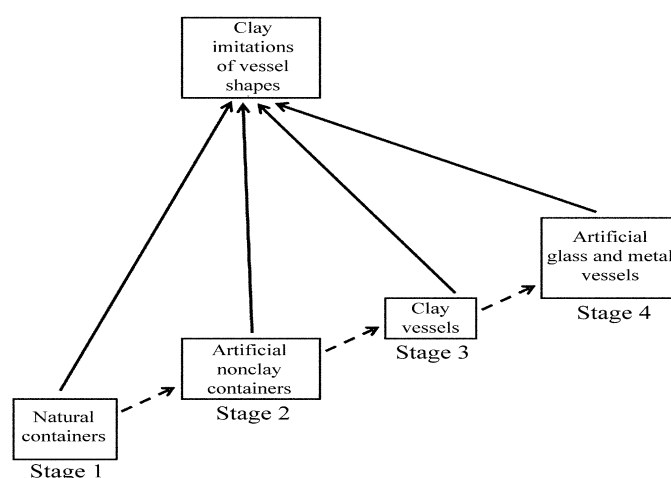 Clay
imitations
of vessel
shapes
Artificial
glass and metal
vessels
Stage 4
Clay
vessels
Stage 3
Artificial
nonclay
containers
Stage 2
Natural
containers
Stage 1